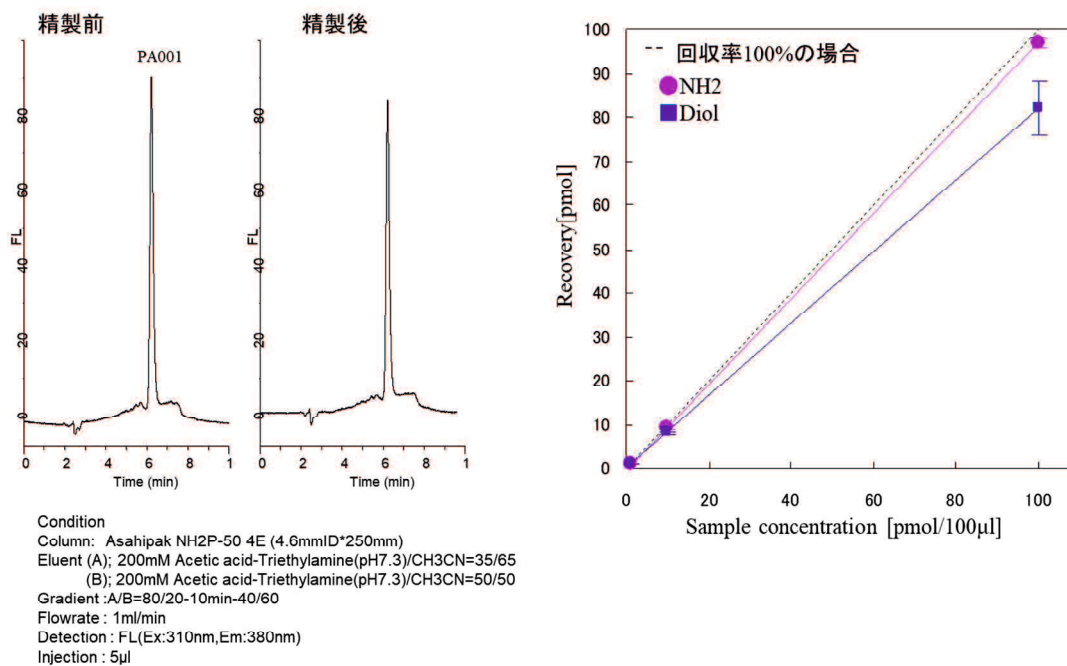 精製前
精製後
PA001
FL
0
20
40
60
80
0
2
4
6
8
1
Time (min)
FL
0
20
40
60
80
0
2
4
6
8
1
Time (min)
Condition
Column: Asahipak NH2P-50 4E (4.6mmID*250mm)
Eluent (A); 200mM Acetic acid-Triethylamine(pH7.3)/CH3CN=35/65
(B); 200mM Acetic acid-Triethylamine(pH7.3)/CH3CN=50/50
Gradient :A/B=80/20-10min-40/60
Flowrate : 1ml/min
Detection : FL(Ex:310nm,Em:380nm)
Injection : 5μl
回収率100%の場合
NH2
Diol
Recovery[pmol]
100
90
80
70
60
50
40
30
20
10
0
0
20
40
60
80
100
Sample concentration [pmol/100μl]